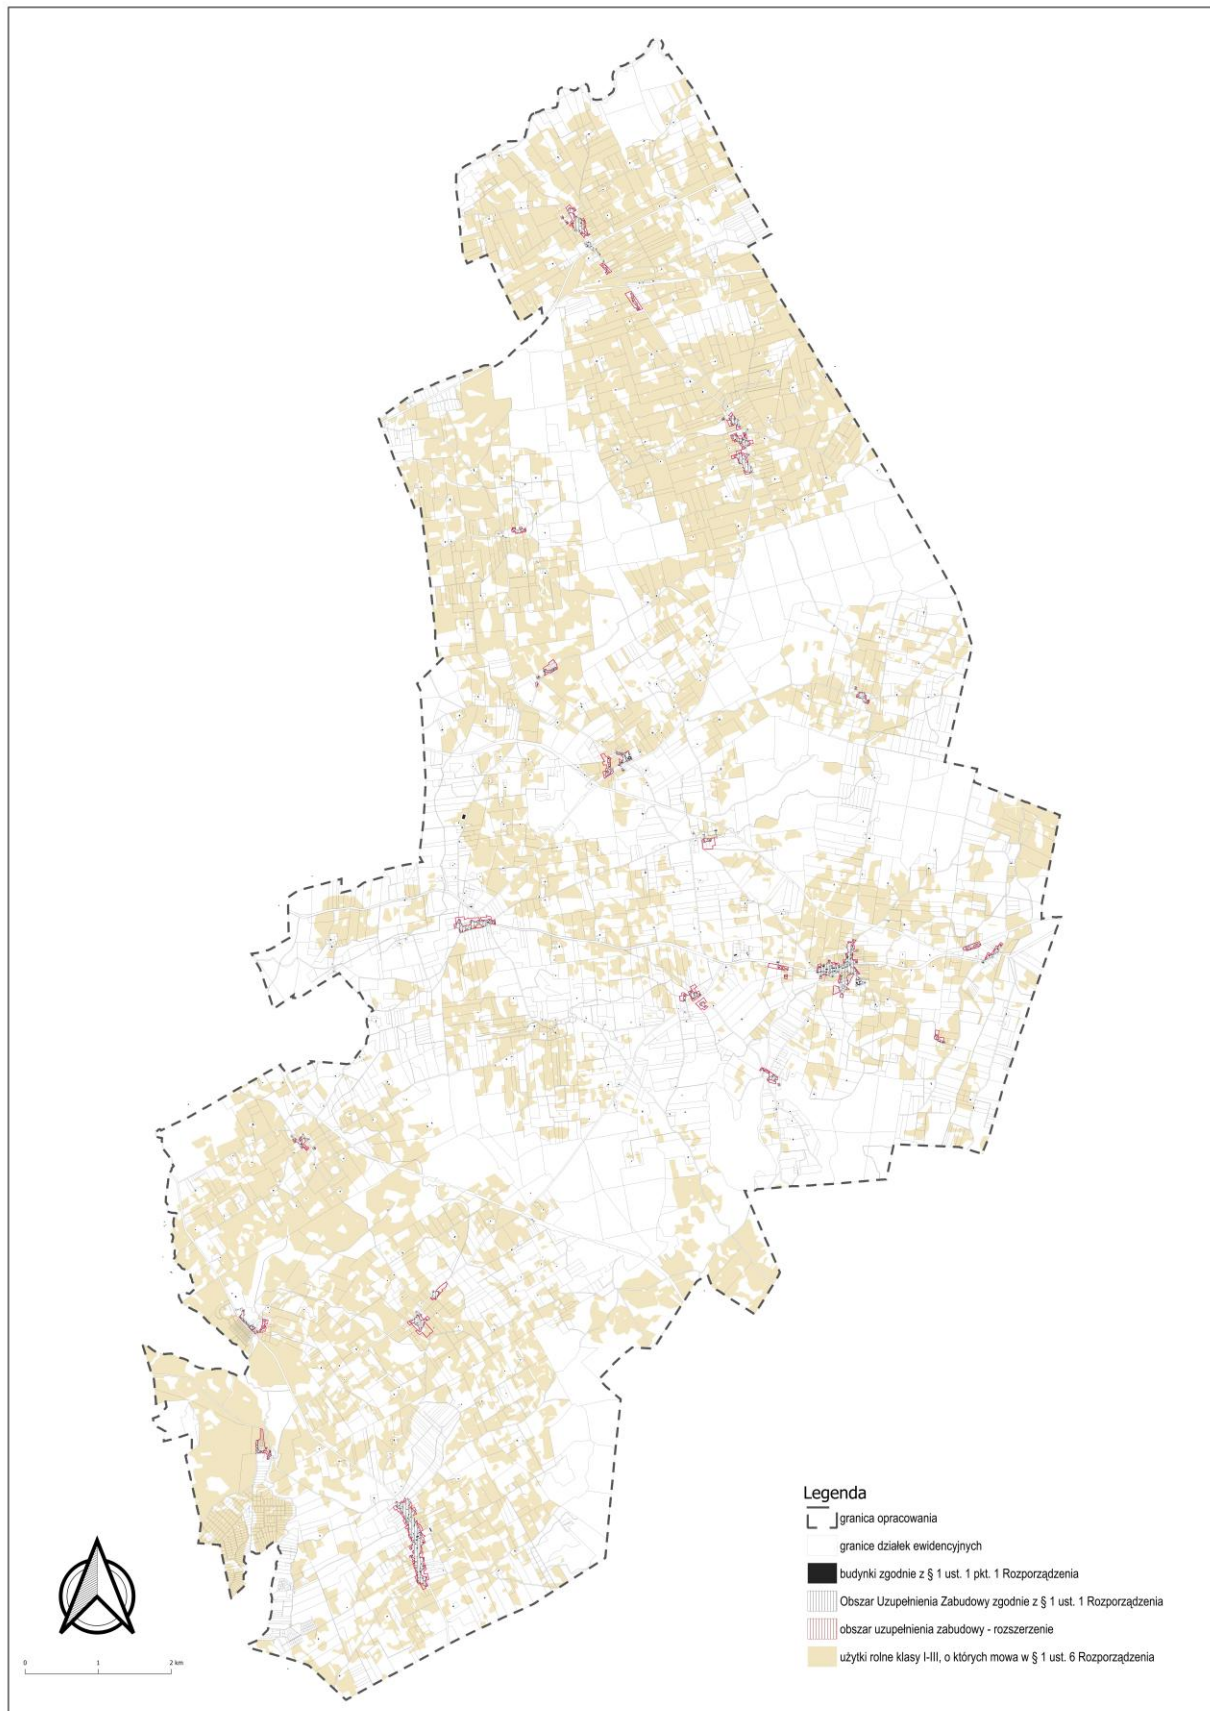 Legenda
granica opracowania
granice działek ewidencyjnych
budynki zgodnie z § 1 ust. 1 pkt. 1 Rozporządzenia
Obszar Uzupełnienia Zabudowy zgodnie z § 1 ust. 1 Rozporządzenia
obszar uzupełnienia zabudowy - rozszerzenie
użytki rolne klasy I-III, o których mowa w § 1 ust. 6 Rozporządzenia
0 1 2 km